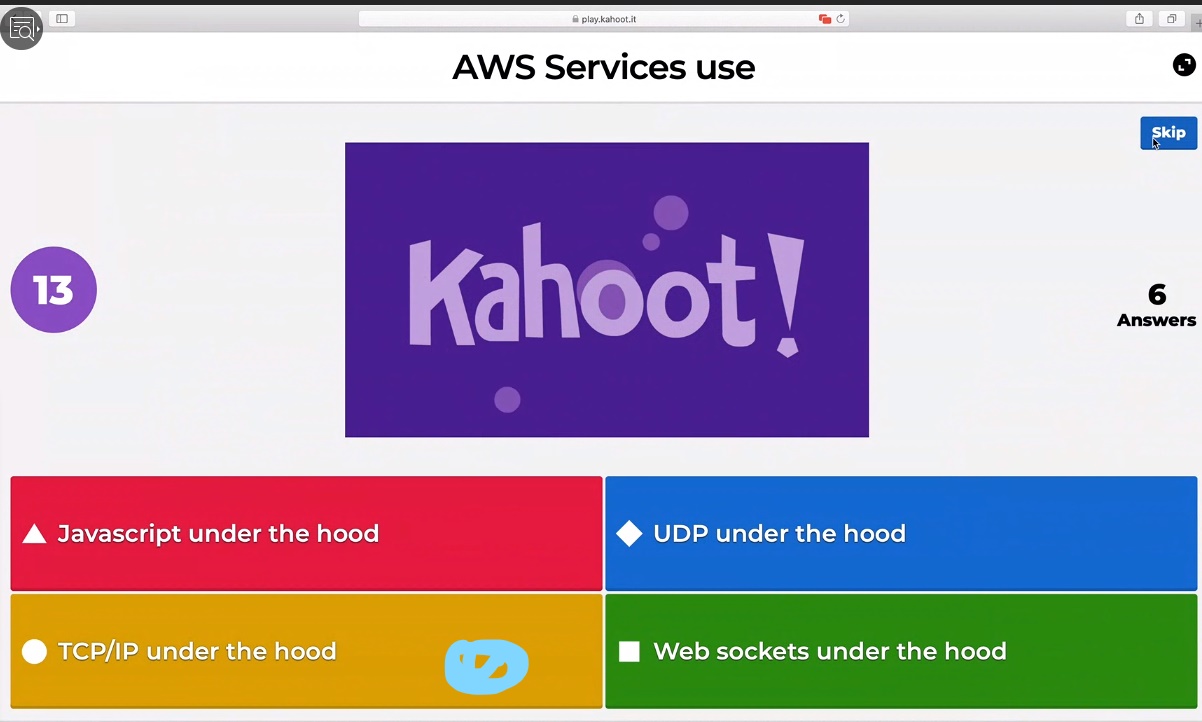 play.kahoot.it
AWS Services use
Skip
Kahoot!
13
6
Answers
Javascript under the hood
UDP under the hood
TCP/IP under the hood
Web sockets under the hood